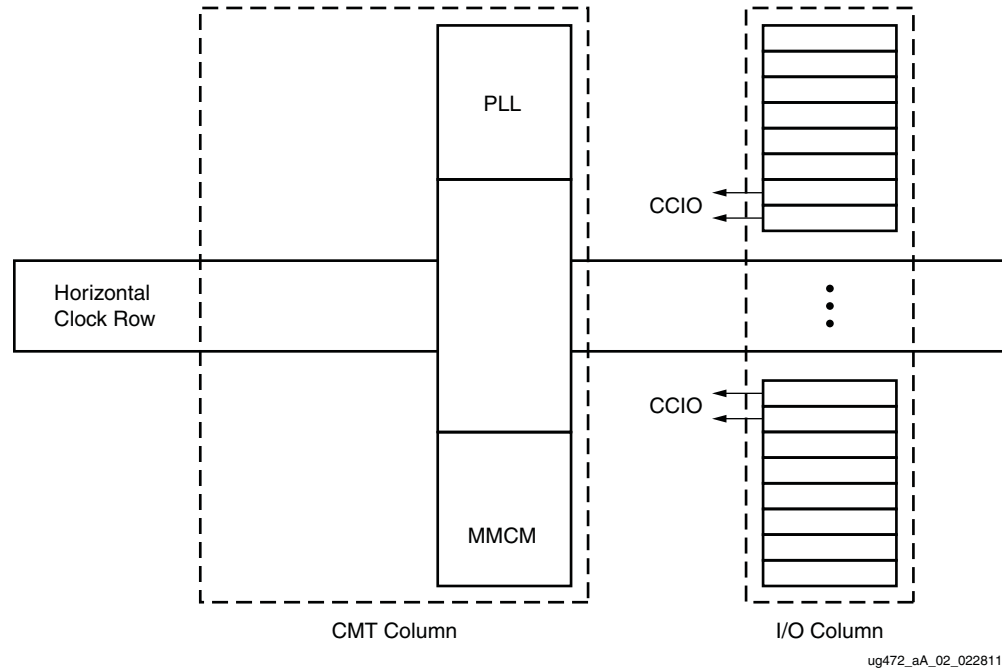 PLL
CCIO
Horizontal
Clock Row
CCIO
MMCM
CMT Column
I/O Column
ug472_aA_02_022811